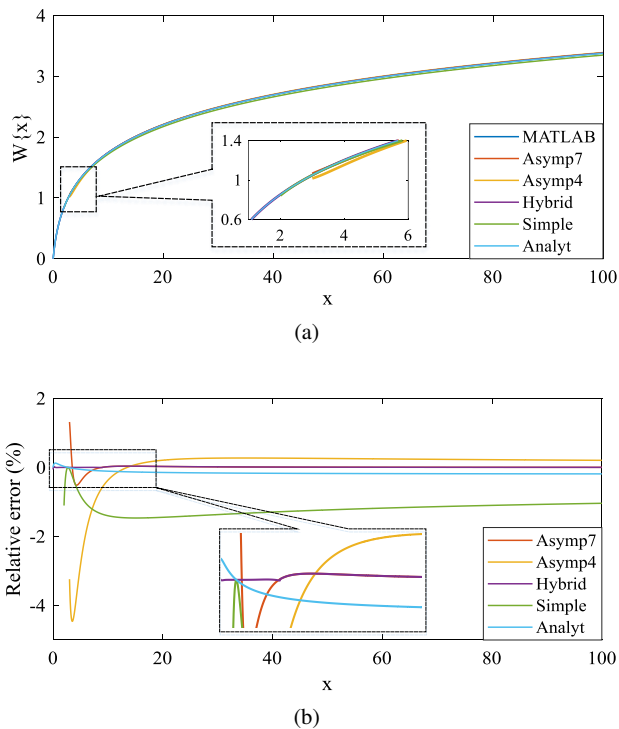 4
3
2
1
0
W{x}
1.4
1
0.6
2
4
6
MATLAB
Asymp7
Asymp4
Hybrid
Simple
Analyt
0 20 40 60 80 100
x
(a)
2
0
-2
-4
Relative error (%)
Asymp7
Asymp4
Hybrid
Simple
Analyt
0 20 40 60 80 100
x
(b)